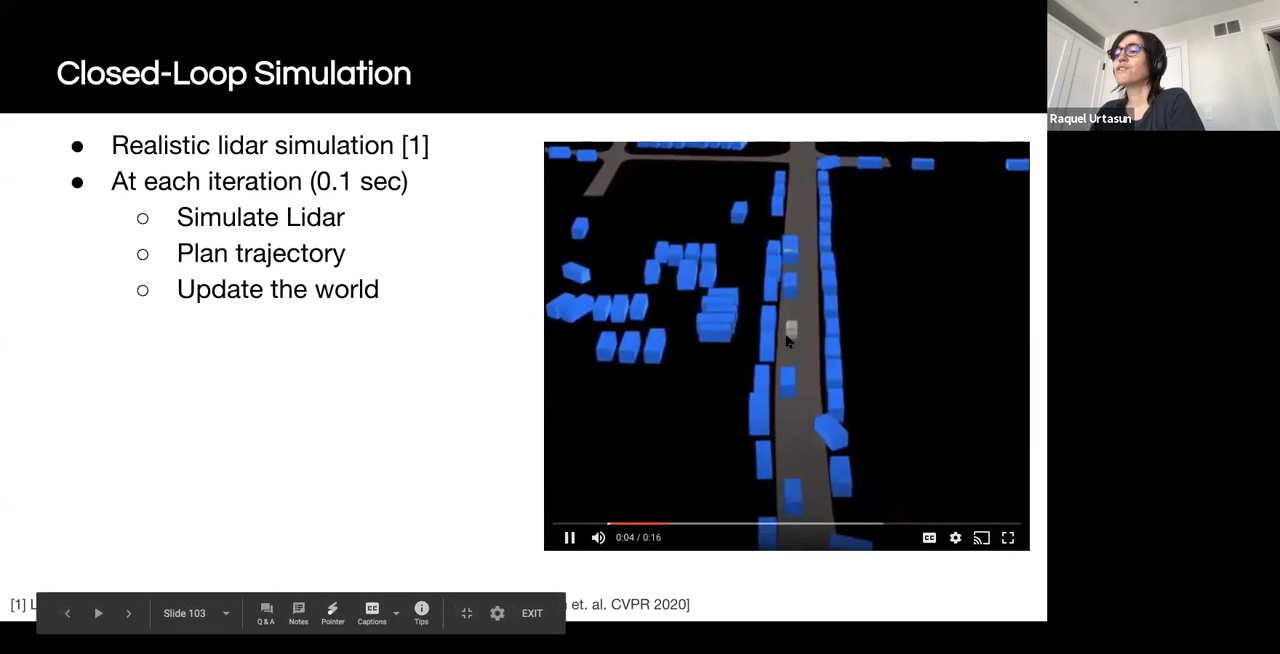 Closed-Loop Simulation
Raquel Urtasun
● Realistic lidar simulation [1]
● At each iteration (0.1 sec)
○ Simulate Lidar
○ Plan trajectory
○ Update the world
0:04 / 0:16
CC
[1] L
et. al. CVPR 2020]
Slide 103
Q & A
Notes
Pointer
CC
Captions
Tips
EXIT